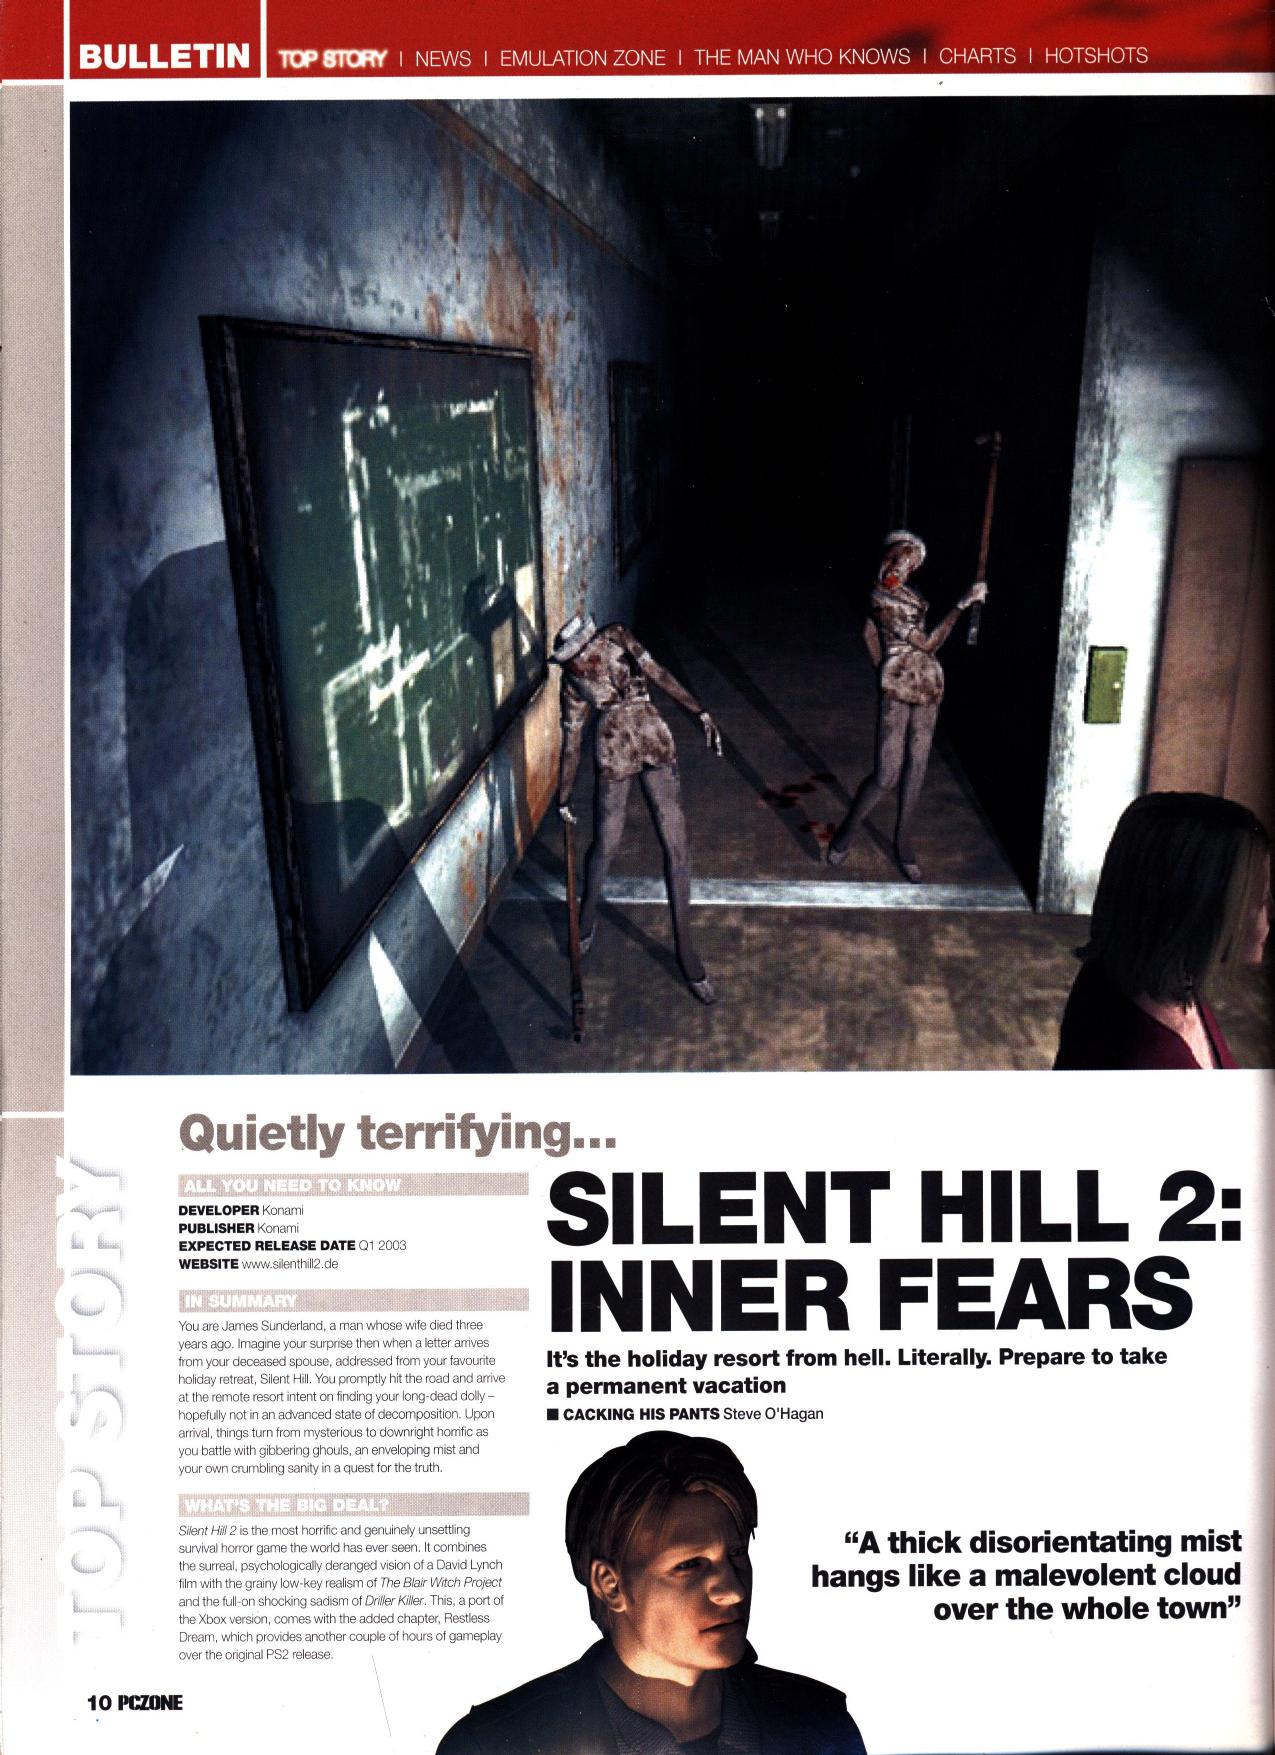 BULLETIN
TOP STORY | NEWS | EMULATION ZONE | THE MAN WHO KNOWS | CHARTS | HOTSHOTS
TOP STORY
Quietly terrifying...
ALL YOU NEED TO KNOW
DEVELOPER Konami
PUBLISHER Konami
EXPECTED RELEASE DATE Q1 2003
WEBSITE www.silenthill2.de
IN SUMMARY
You are James Sunderland, a man whose wife died three
years ago. Imagine your surprise then when a letter arrives
from your deceased spouse, addressed from your favourite
holiday retreat, Silent Hill. You promptly hit the road and arrive
at the remote resort intent on finding your long-dead dolly –
hopefully not in an advanced state of decomposition. Upon
arrival, things turn from mysterious to downright horrific as
you battle with gibbering ghouls, an enveloping mist and
your own crumbling sanity in a quest for the truth.
WHAT'S THE BIG DEAL?
Silent Hill 2 is the most horrific and genuinely unsettling
survival horror game the world has ever seen. It combines
the surreal, psychologically deranged vision of a David Lynch
film with the grainy low-key realism of The Blair Witch Project
and the full-on shocking sadism of Driller Killer. This, a port of
the Xbox version, comes with the added chapter, Restless
Dream, which provides another couple of hours of gameplay
over the original PS2 release.
SILENT HILL 2:
INNER FEARS
It's the holiday resort from hell. Literally. Prepare to take
a permanent vacation
■ CACKING HIS PANTS Steve O'Hagan
“A thick disorientating mist
hangs like a malevolent cloud
over the whole town”
10 PCZONE